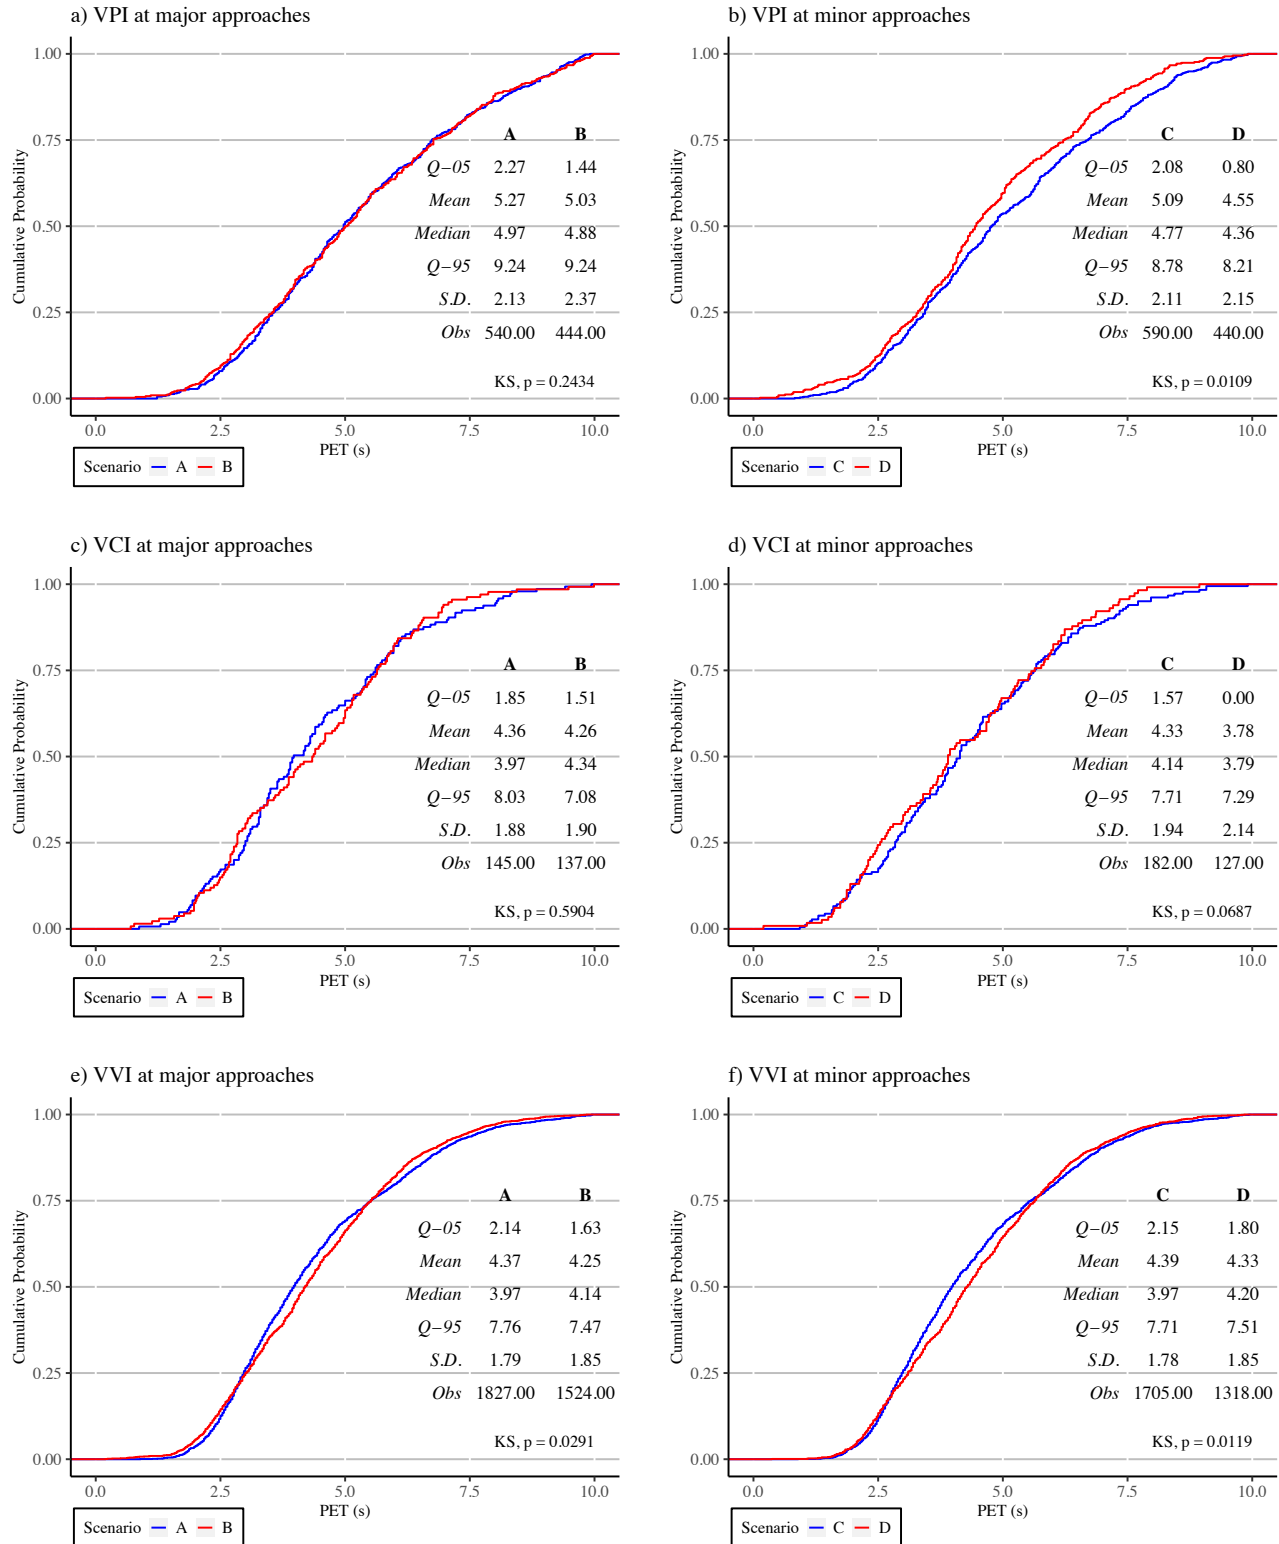 a) VPI at major approaches
Cumulative Probability
1.00
0.75
0.50
0.25
0.00
A B
Q−05 2.27 1.44
Mean 5.27 5.03
Median 4.97 4.88
Q−95 9.24 9.24
S.D. 2.13 2.37
Obs 540.00 444.00
KS, p = 0.2434
0.0 2.5 5.0 7.5 10.0
PET (s)
Scenario A B
b) VPI at minor approaches
Cumulative Probability
1.00
0.75
0.50
0.25
0.00
C D
Q−05 2.08 0.80
Mean 5.09 4.55
Median 4.77 4.36
Q−95 8.78 8.21
S.D. 2.11 2.15
Obs 590.00 440.00
KS, p = 0.0109
0.0 2.5 5.0 7.5 10.0
PET (s)
Scenario C D
c) VCI at major approaches
Cumulative Probability
1.00
0.75
0.50
0.25
0.00
A B
Q−05 1.85 1.51
Mean 4.36 4.26
Median 3.97 4.34
Q−95 8.03 7.08
S.D. 1.88 1.90
Obs 145.00 137.00
KS, p = 0.5904
0.0 2.5 5.0 7.5 10.0
PET (s)
Scenario A B
d) VCI at minor approaches
Cumulative Probability
1.00
0.75
0.50
0.25
0.00
C D
Q−05 1.57 0.00
Mean 4.33 3.78
Median 4.14 3.79
Q−95 7.71 7.29
S.D. 1.94 2.14
Obs 182.00 127.00
KS, p = 0.0687
0.0 2.5 5.0 7.5 10.0
PET (s)
Scenario C D
e) VVI at major approaches
Cumulative Probability
1.00
0.75
0.50
0.25
0.00
A B
Q−05 2.14 1.63
Mean 4.37 4.25
Median 3.97 4.14
Q−95 7.76 7.47
S.D. 1.79 1.85
Obs 1827.00 1524.00
KS, p = 0.0291
0.0 2.5 5.0 7.5 10.0
PET (s)
Scenario A B
f) VVI at minor approaches
Cumulative Probability
1.00
0.75
0.50
0.25
0.00
C D
Q−05 2.15 1.80
Mean 4.39 4.33
Median 3.97 4.20
Q−95 7.71 7.51
S.D. 1.78 1.85
Obs 1705.00 1318.00
KS, p = 0.0119
0.0 2.5 5.0 7.5 10.0
PET (s)
Scenario C D